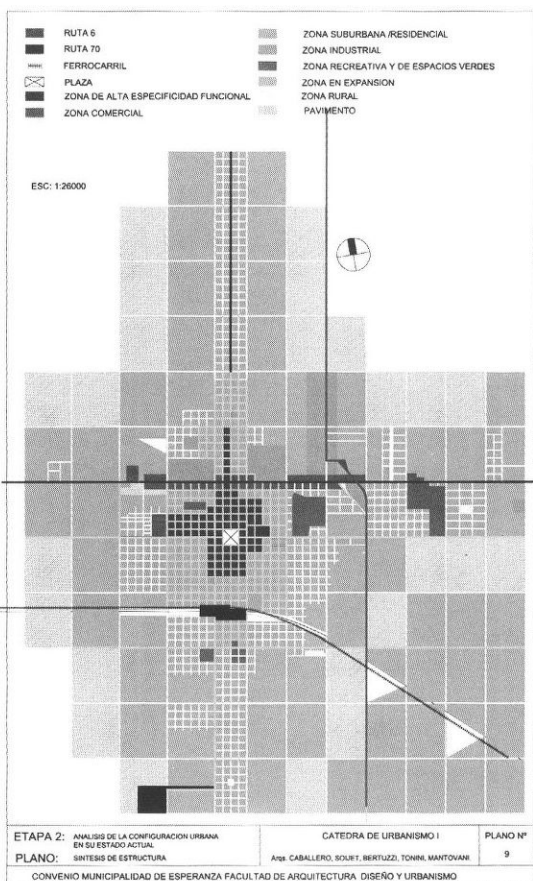 RUTA 6
RUTA 70
FERROCARRIL
PLAZA
ZONA DE ALTA ESPECIFICIDAD FUNCIONAL
ZONA COMERCIAL
ZONA SUBURBANA /RESIDENCIAL
ZONA INDUSTRIAL
ZONA RECREATIVA Y DE ESPACIOS VERDES
ZONA EN EXPANSION
ZONA RURAL
PAVIMENTO
ESC: 1:26000
ETAPA 2: ANALISIS DE LA CONFIGURACION URBANA
EN SU ESTADO ACTUAL
PLANO: SINTESIS DE ESTRUCTURA
CATEDRA DE URBANISMO I
Arqs. CABALLERO, SOUET, BERTUZZI, TONINI, MANTOVANI.
PLANO Nº
9
CONVENIO MUNICIPALIDAD DE ESPERANZA FACULTAD DE ARQUITECTURA DISEÑO Y URBANISMO